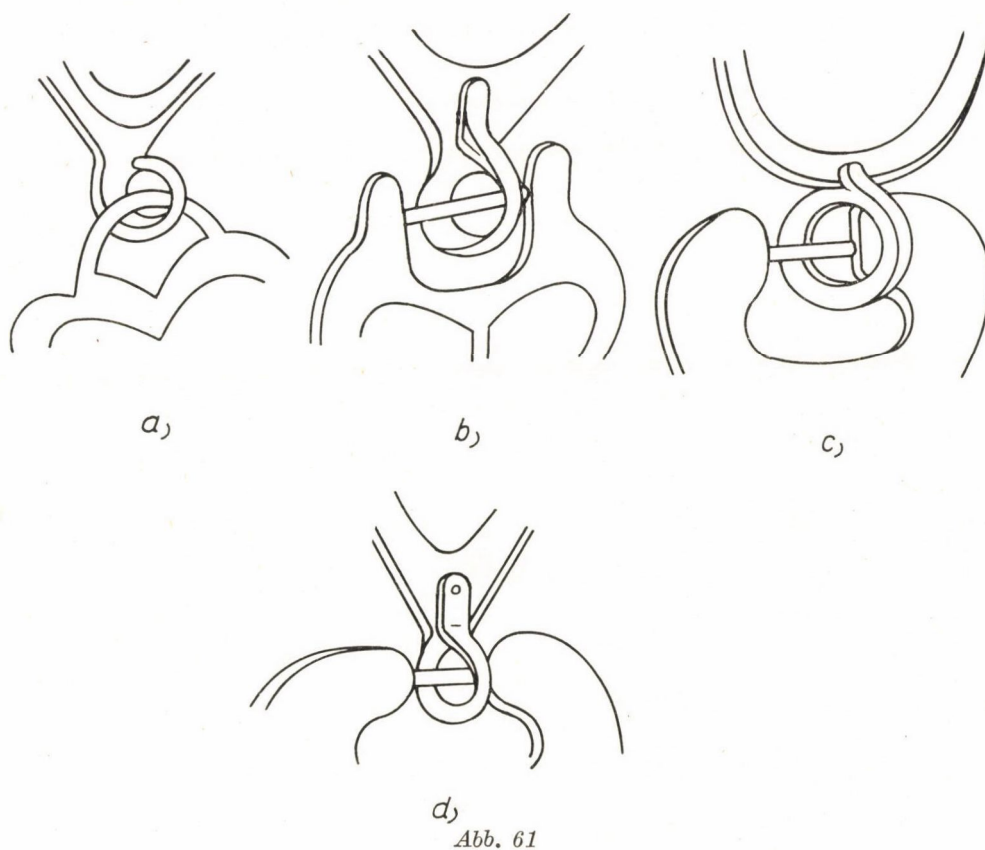 a,
b,
c,
d,
Abb. 61